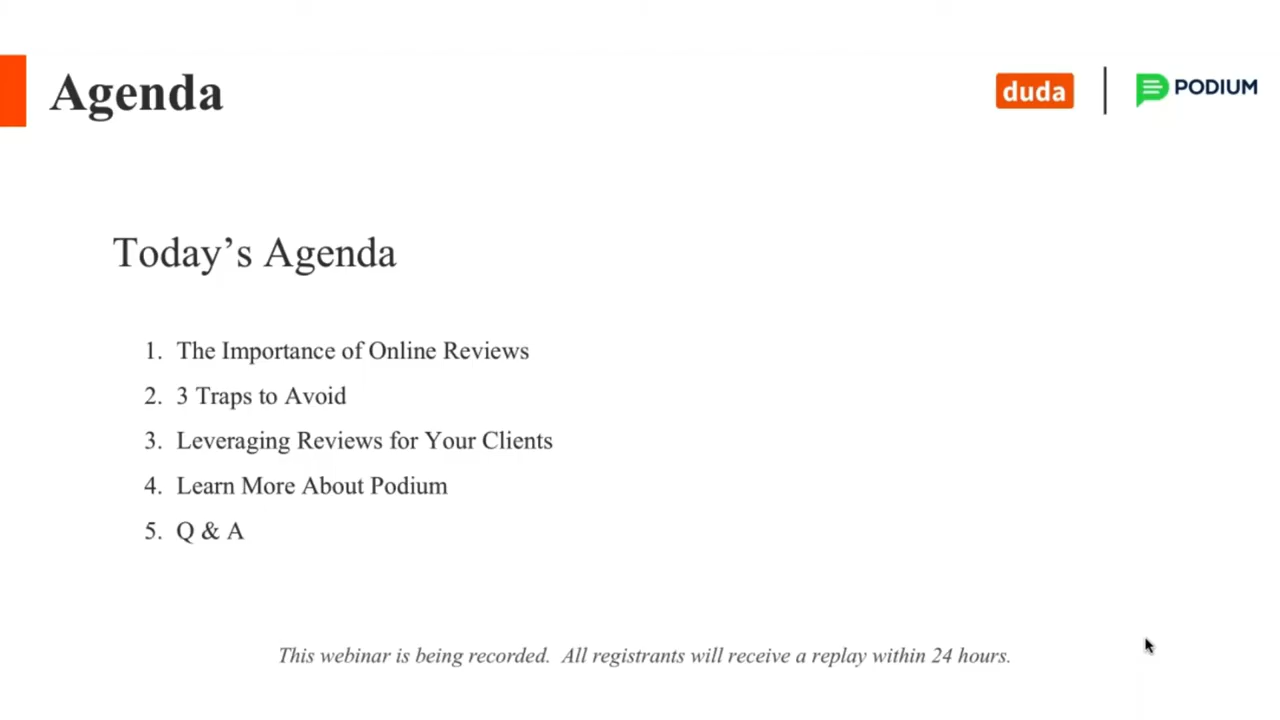 Agenda
duda
PODIUM
Today’s Agenda
1. The Importance of Online Reviews
2. 3 Traps to Avoid
3. Leveraging Reviews for Your Clients
4. Learn More About Podium
5. Q & A
This webinar is being recorded.  All registrants will receive a replay within 24 hours.